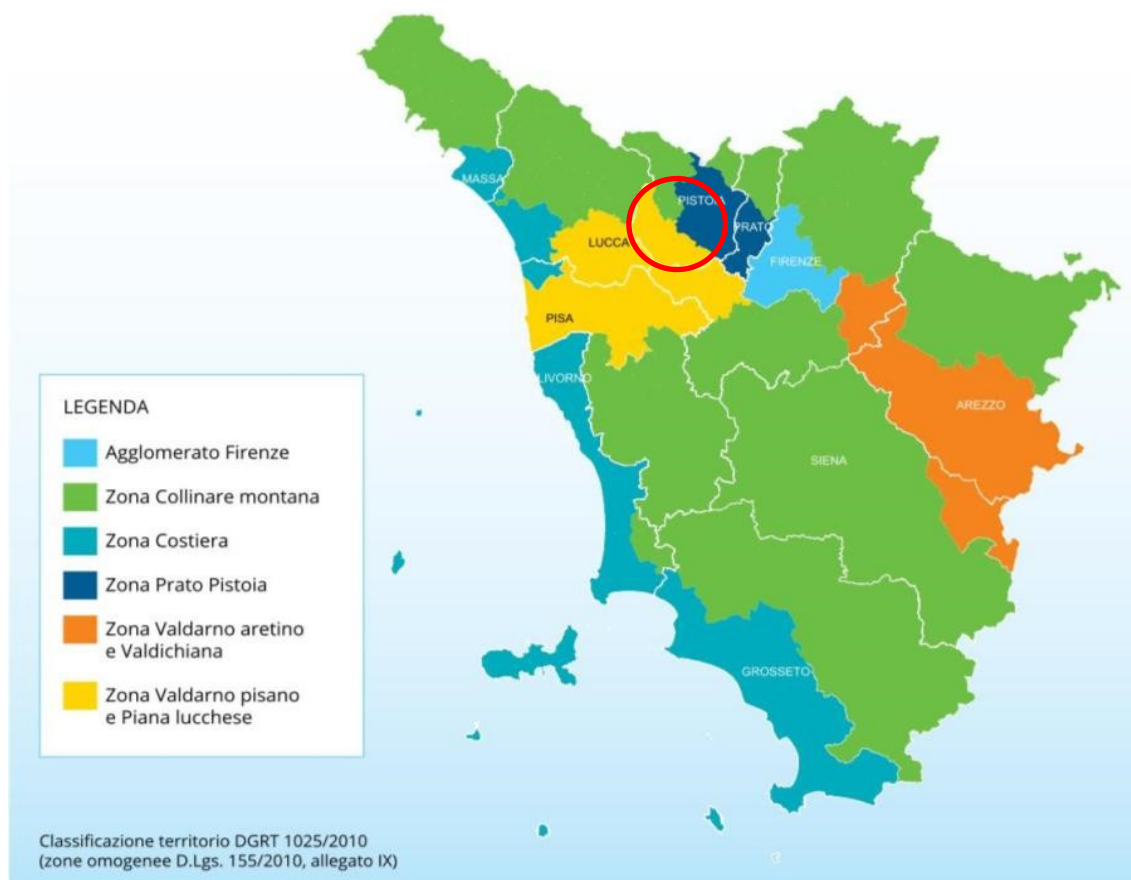 MASSA
PISTOIA
PRATO
LUCCA
FIRENZE
PISA
LIVORNO
AREZZO
SIENA
GROSSETO
LEGENDA
Agglomerato Firenze
Zona Collinare montana
Zona Costiera
Zona Prato Pistoia
Zona Valdarno aretino
e Valdichiana
Zona Valdarno pisano
e Piana lucchese
Classificazione territorio DGRT 1025/2010
(zone omogenee D.Lgs. 155/2010, allegato IX)